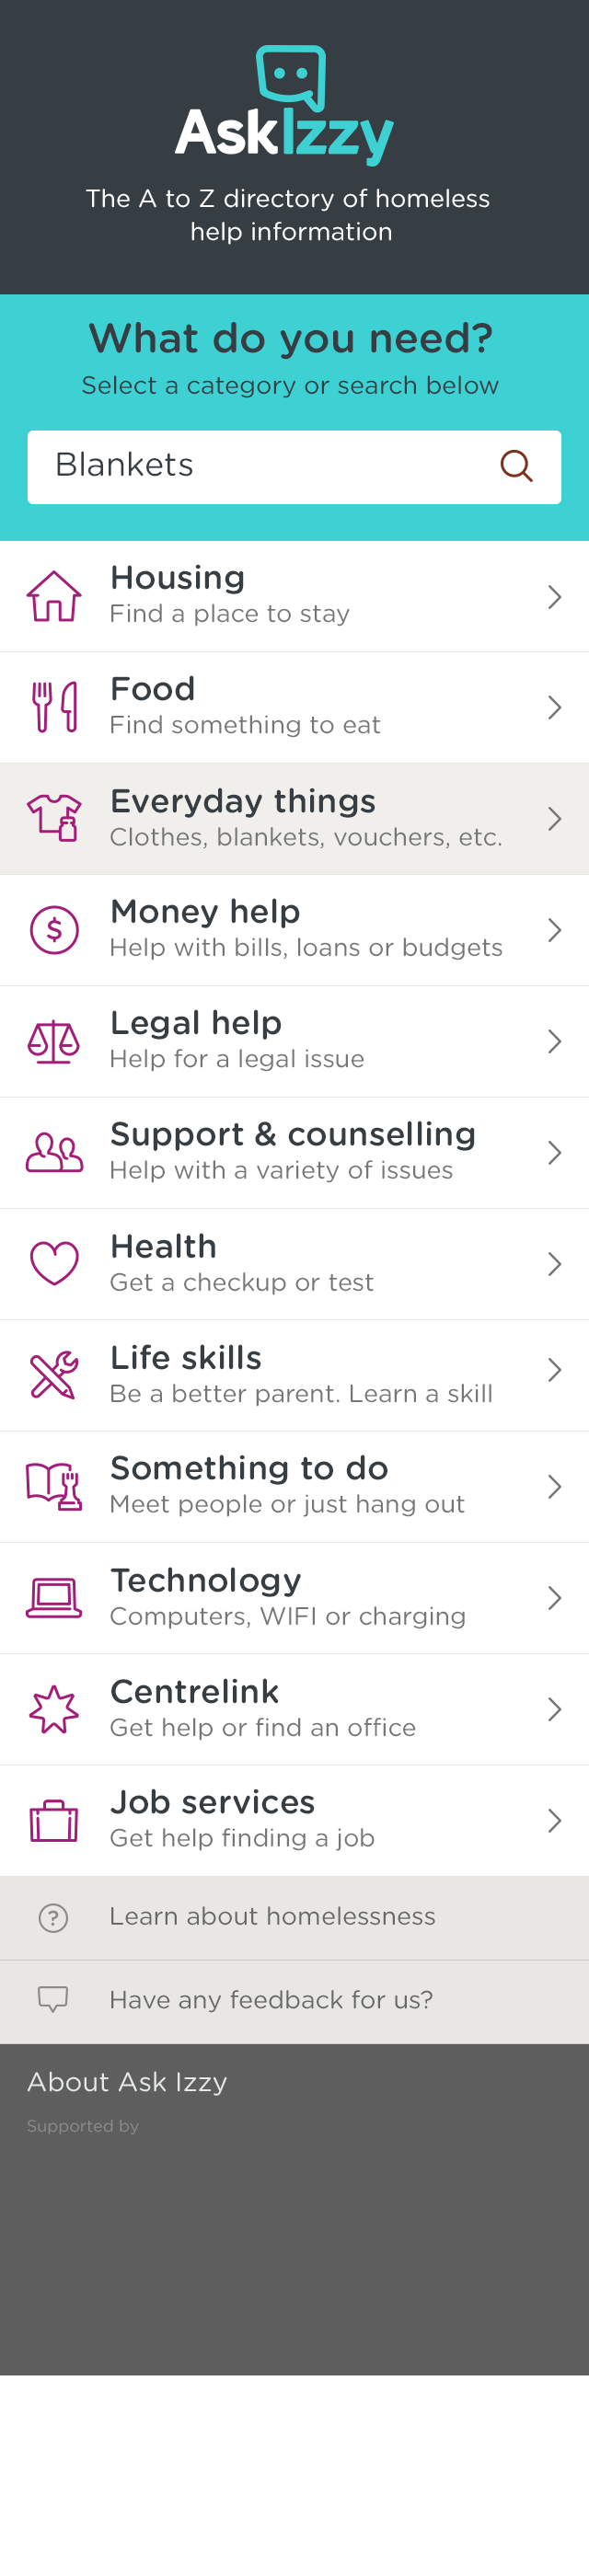 AskIzzy
The A to Z directory of homeless
help information
What do you need?
Select a category or search below
Blankets
Housing
Find a place to stay
Food
Find something to eat
Everyday things
Clothes, blankets, vouchers, etc.
$
Money help
Help with bills, loans or budgets
Legal help
Help for a legal issue
Support & counselling
Help with a variety of issues
Health
Get a checkup or test
Life skills
Be a better parent. Learn a skill
Something to do
Meet people or just hang out
Technology
Computers, WIFI or charging
Centrelink
Get help or find an office
Job services
Get help finding a job
? Learn about homelessness
Have any feedback for us?
About Ask Izzy
Supported by